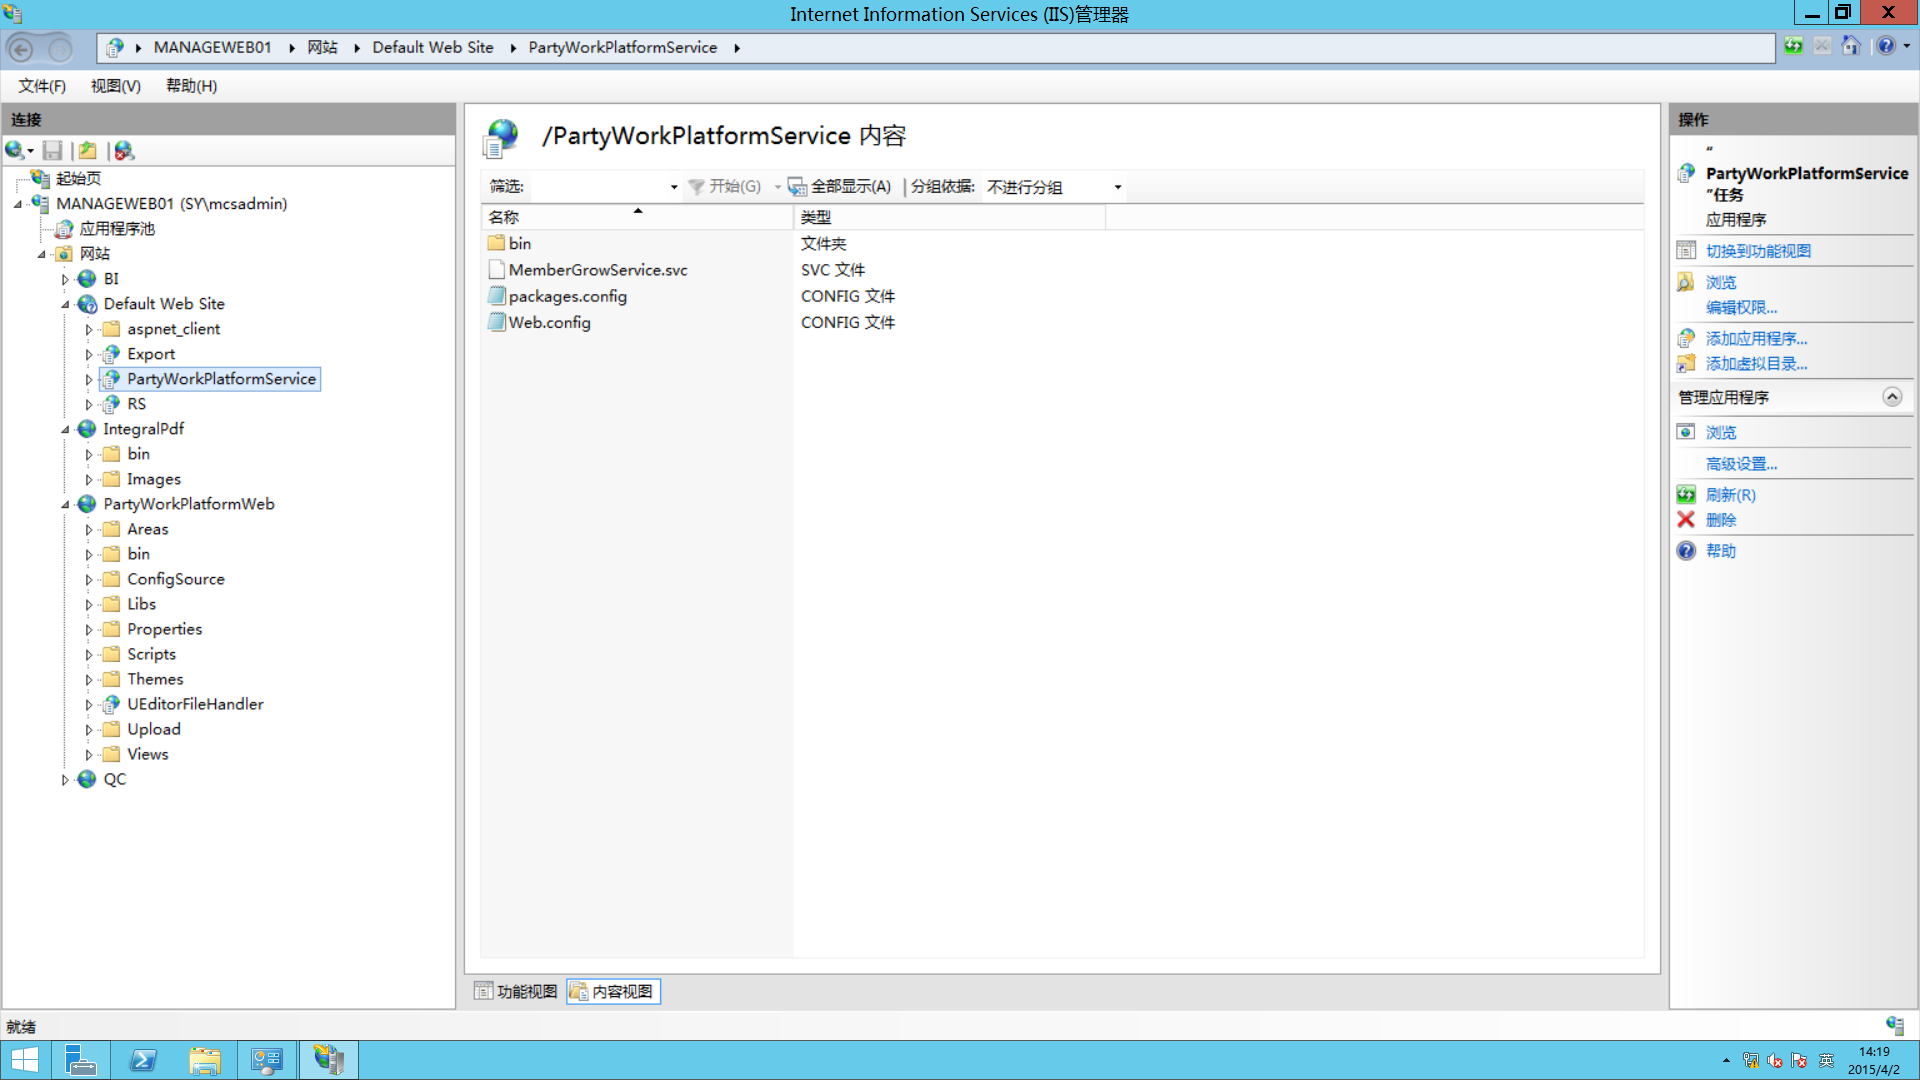 Internet Information Services (IIS)管理器
MANAGEWEB01 网站 Default Web Site PartyWorkPlatformService
文件(F) 视图(V) 帮助(H)
连接
起始页
MANAGEWEB01 (SY\mcsadmin)
应用程序池
网站
BI
Default Web Site
aspnet_client
Export
PartyWorkPlatformService
RS
IntegralPdf
bin
Images
PartyWorkPlatformWeb
Areas
bin
ConfigSource
Libs
Properties
Scripts
Themes
UEditorFileHandler
Upload
Views
QC
/PartyWorkPlatformService 内容
筛选: 开始(G) 全部显示(A) 分组依据: 不进行分组
名称 类型
bin 文件夹
MemberGrowService.svc SVC 文件
packages.config CONFIG 文件
Web.config CONFIG 文件
功能视图 内容视图
操作
“
PartyWorkPlatformService
”任务
应用程序
切换到功能视图
浏览
编辑权限...
添加应用程序...
添加虚拟目录...
管理应用程序
浏览
高级设置...
刷新(R)
删除
帮助
就绪
英
14:19
2015/4/2